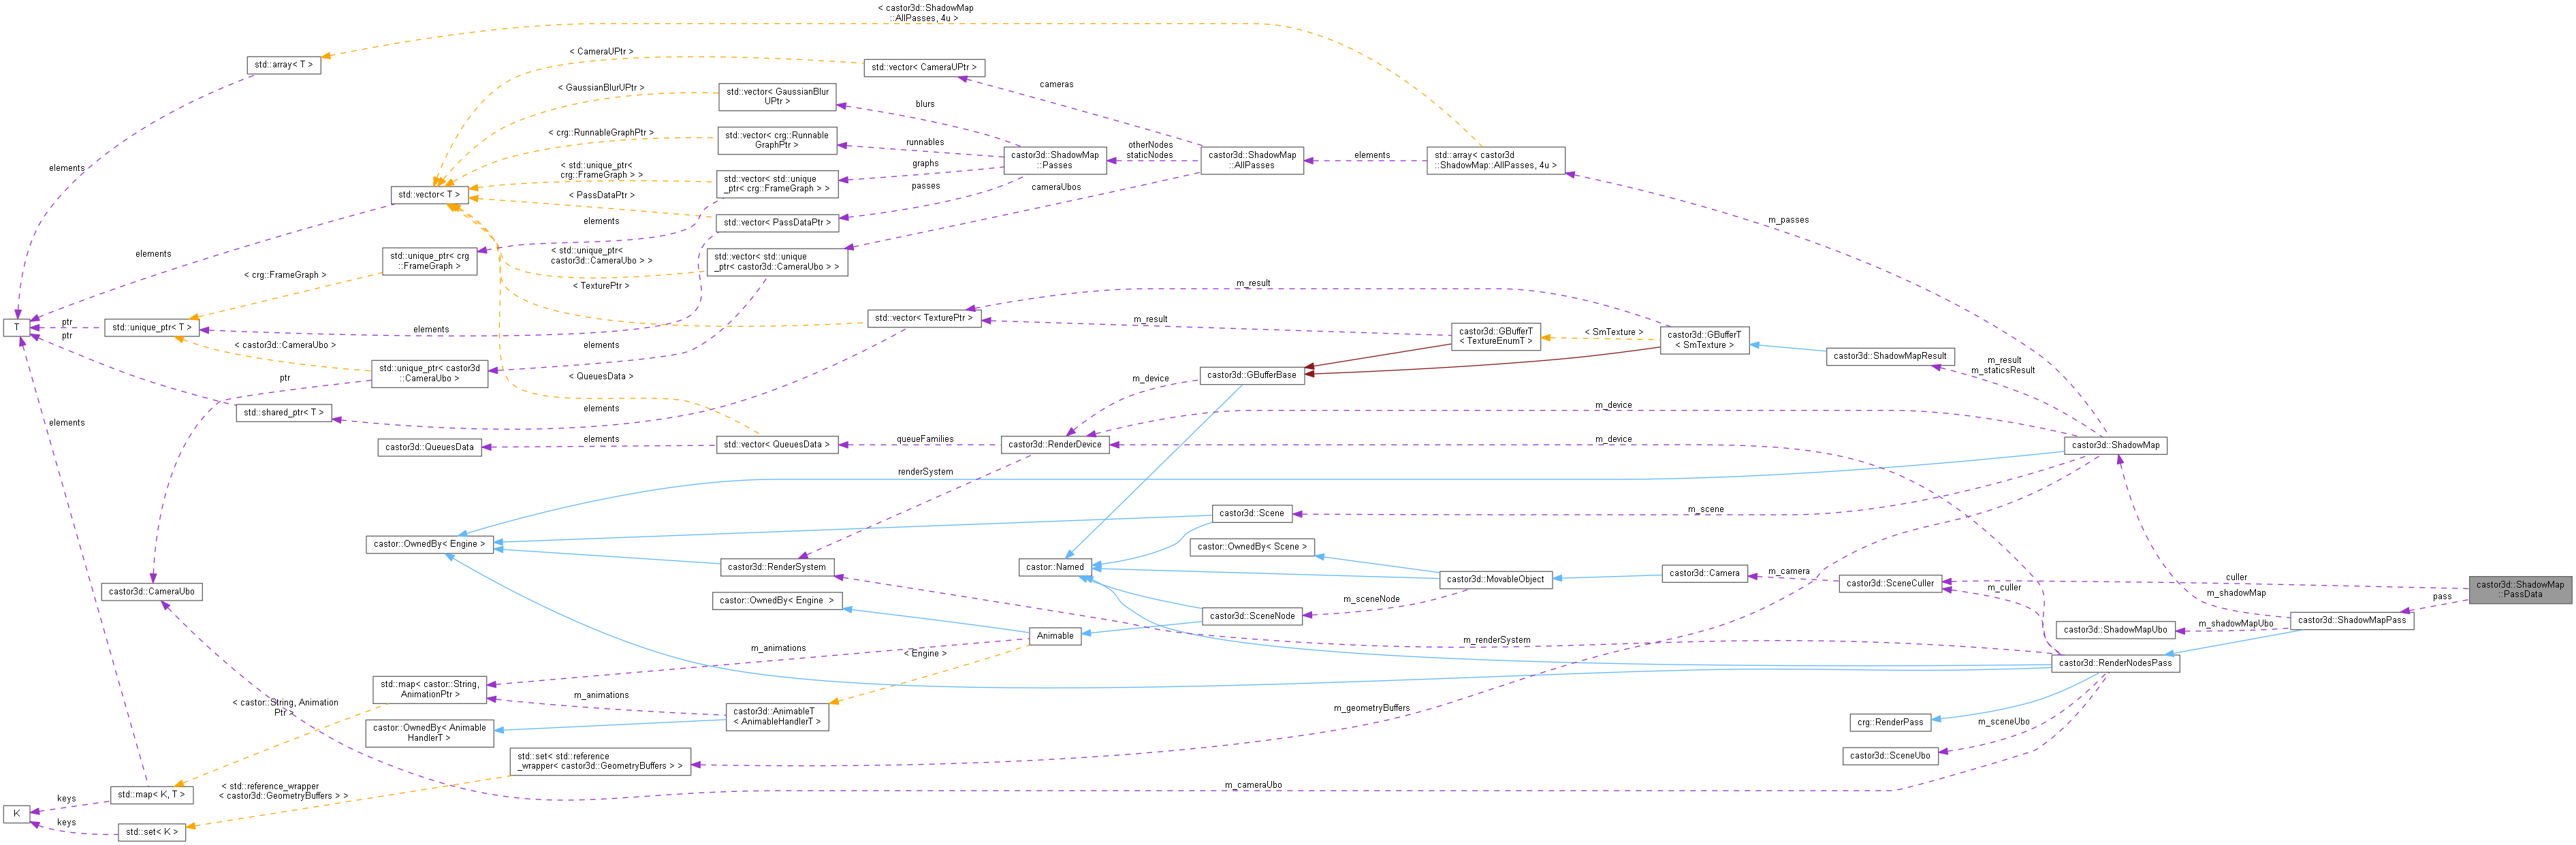 < castor3d::ShadowMap
::AllPasses, 4u >
std::array< T >
< CameraUPtr >
std::vector< CameraUPtr >
cameras
< GaussianBlurUPtr >
std::vector< GaussianBlur
UPtr >
blurs
< crg::RunnableGraphPtr >
std::vector< crg::Runnable
GraphPtr >
runnables
castor3d::ShadowMap
::Passes
otherNodes
staticNodes
castor3d::ShadowMap
::AllPasses
elements
std::array< castor3d
::ShadowMap::AllPasses, 4u >
elements
< std::unique_ptr<
crg::FrameGraph > >
std::vector< std::unique
_ptr< crg::FrameGraph > >
graphs
passes
cameraUbos
std::vector< T >
< PassDataPtr >
std::vector< PassDataPtr >
elements
m_passes
elements
std::unique_ptr< crg
::FrameGraph >
< std::unique_ptr<
castor3d::CameraUbo > >
std::vector< std::unique
_ptr< castor3d::CameraUbo > >
< crg::FrameGraph >
< TexturePtr >
m_result
T
ptr
ptr
std::unique_ptr< T >
elements
std::vector< TexturePtr >
m_result
castor3d::GBufferT
< TextureEnumT >
< SmTexture >
castor3d::GBufferT
< SmTexture >
castor3d::ShadowMapResult
m_result
m_staticsResult
< castor3d::CameraUbo >
elements
std::unique_ptr< castor3d
::CameraUbo >
ptr
< QueuesData >
m_device
castor3d::GBufferBase
std::shared_ptr< T >
elements
m_device
elements
castor3d::QueuesData
elements
std::vector< QueuesData >
queueFamilies
castor3d::RenderDevice
m_device
castor3d::ShadowMap
renderSystem
castor3d::Scene
m_scene
castor::OwnedBy< Engine >
castor::OwnedBy< Scene >
castor3d::RenderSystem
castor::Named
castor3d::MovableObject
castor3d::Camera
m_camera
castor3d::SceneCuller
culler
castor3d::ShadowMap
::PassData
castor3d::CameraUbo
m_culler
m_shadowMap
pass
castor::OwnedBy< Engine >
m_sceneNode
castor3d::SceneNode
castor3d::ShadowMapPass
m_shadowMapUbo
castor3d::ShadowMapUbo
Animable
m_renderSystem
m_animations
< Engine >
castor3d::RenderNodesPass
std::map< castor::String,
AnimationPtr >
m_animations
< castor::String, Animation
Ptr >
castor3d::AnimableT
< AnimableHandlerT >
m_geometryBuffers
castor::OwnedBy< Animable
HandlerT >
crg::RenderPass
m_sceneUbo
std::set< std::reference
_wrapper< castor3d::GeometryBuffers > >
castor3d::SceneUbo
m_cameraUbo
< std::reference_wrapper
< castor3d::GeometryBuffers > >
std::map< K, T >
keys
K
keys
std::set< K >